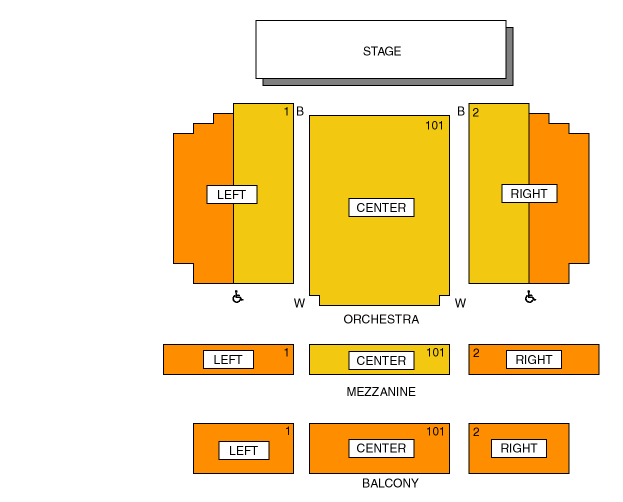 STAGE
1 B
B 2
101
LEFT
CENTER
RIGHT
W
W
ORCHESTRA
LEFT 1
CENTER 101
2 RIGHT
MEZZANINE
LEFT 1
CENTER 101
2 RIGHT
BALCONY